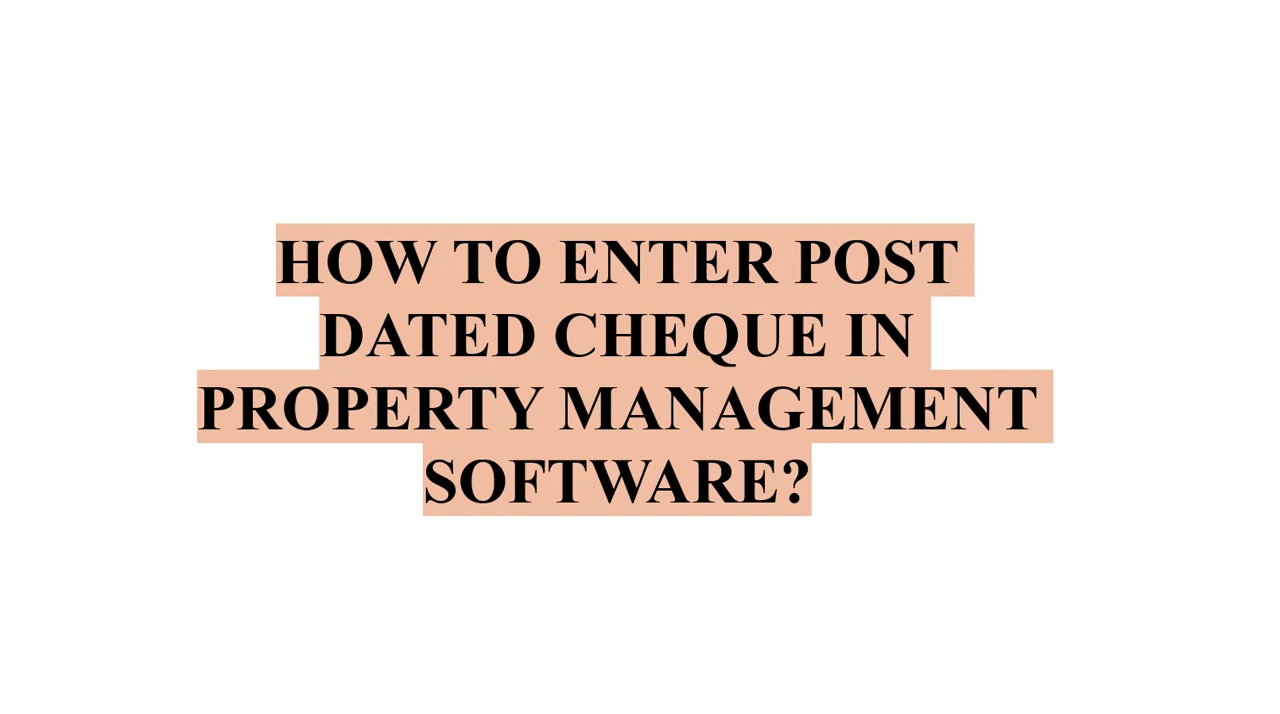 HOW TO ENTER POST
DATED CHEQUE IN
PROPERTY MANAGEMENT
SOFTWARE?